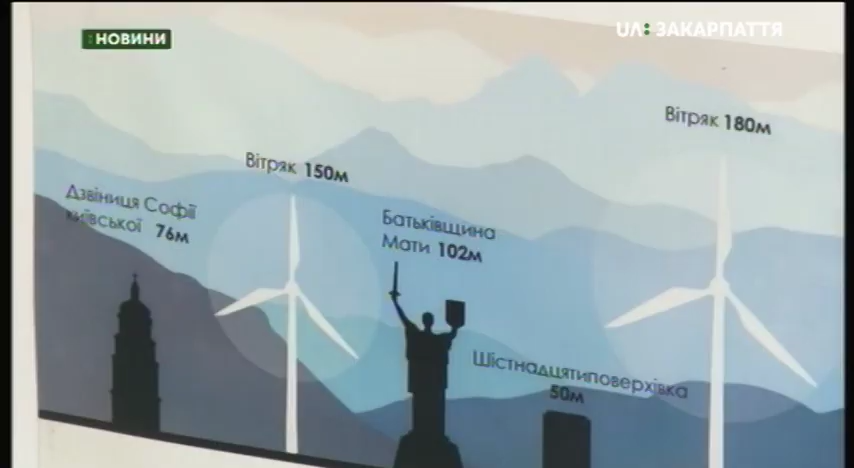 НОВИНИ
UA: ЗАКАРПАТТЯ
Вітряк 180м
Вітряк 150м
Дзвіниця Софії
київської 76м
Батьківщина
Мати 102м
Шістнадцятиповерхівка
50м